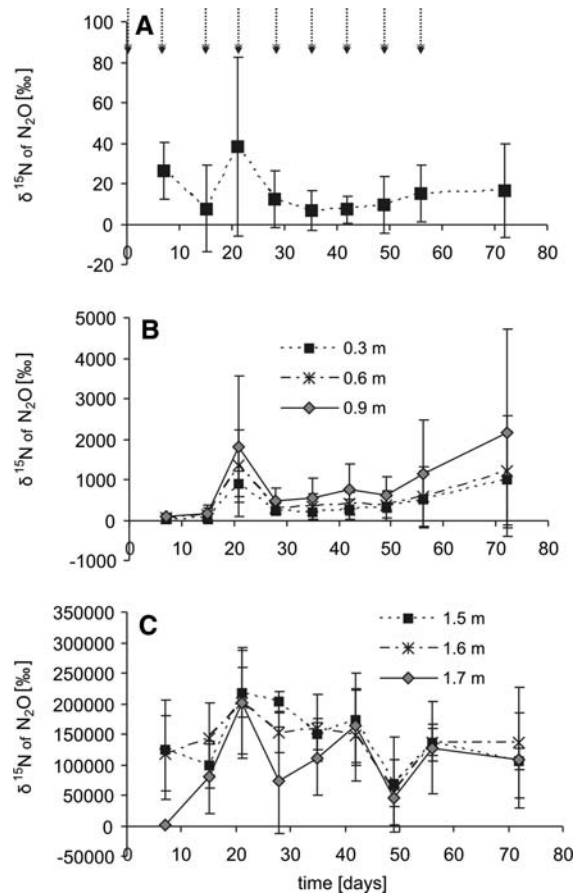 A
δ ¹⁵N of N₂O [‰]
100
80
60
40
20
0
-20
0 10 20 30 40 50 60 70 80
B
δ ¹⁵N of N₂O [‰]
5000
4000
3000
2000
1000
0
-1000
0.3 m
0.6 m
0.9 m
0 10 20 30 40 50 60 70 80
C
δ ¹⁵N of N₂O [‰]
350000
300000
250000
200000
150000
100000
50000
0
-50000
1.5 m
1.6 m
1.7 m
0 10 20 30 40 50 60 70 80
time [days]